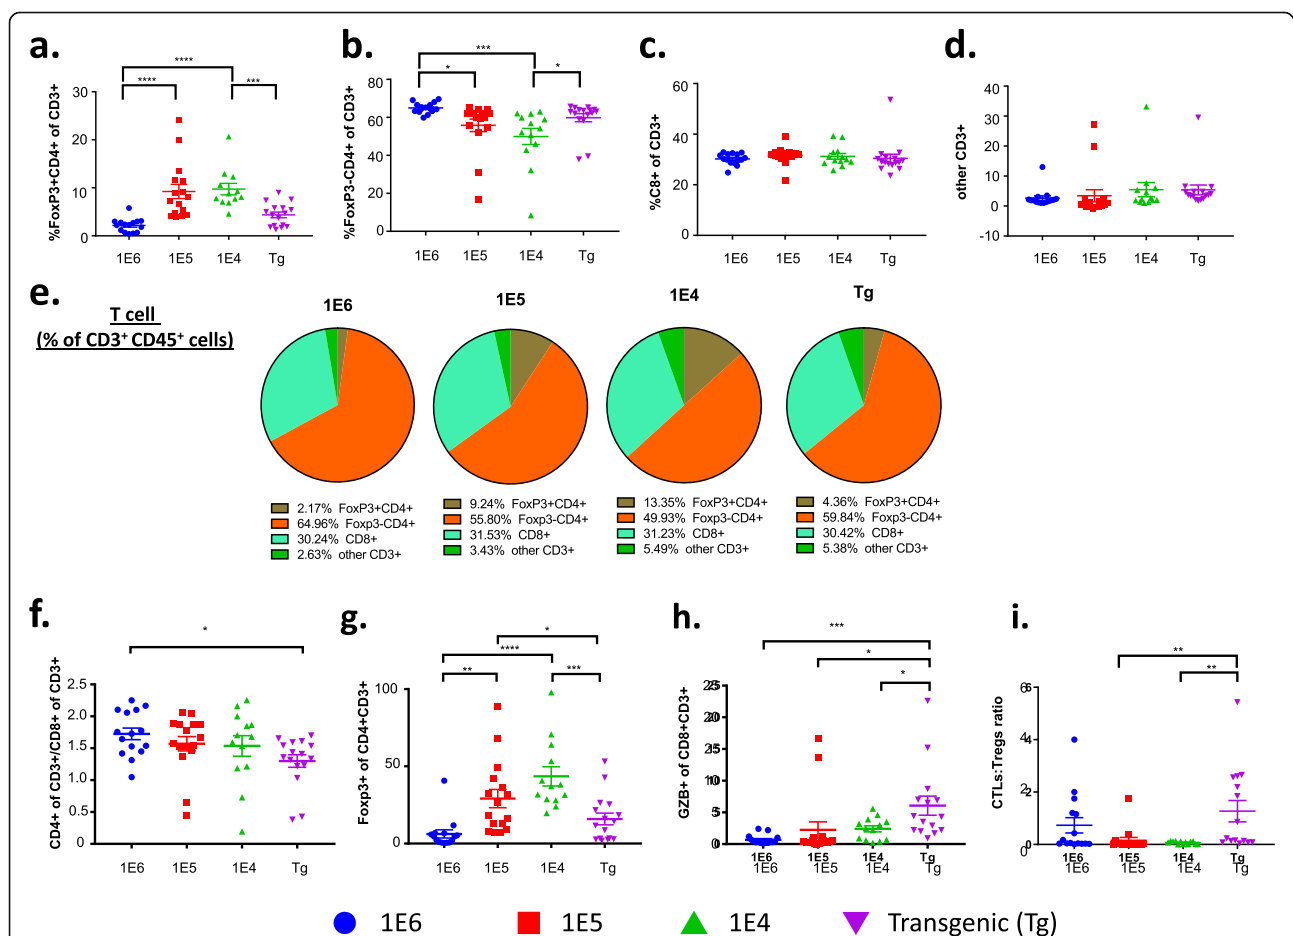 a.
****
****
***
%FoxP3+CD4+ of CD3+
30
20
10
0
1E6 1E5 1E4 Tg
b.
***
*
*
%FoxP3-CD4+ of CD3+
80
60
40
20
0
1E6 1E5 1E4 Tg
c.
%C8+ of CD3+
60
40
20
0
1E6 1E5 1E4 Tg
d.
other CD3+
40
30
20
10
0
-10
1E6 1E5 1E4 Tg
e.
T cell
(% of CD3+ CD45+ cells)
1E6
2.17% FoxP3+CD4+
64.96% Foxp3-CD4+
30.24% CD8+
2.63% other CD3+
1E5
9.24% FoxP3+CD4+
55.80% Foxp3-CD4+
31.53% CD8+
3.43% other CD3+
1E4
13.35% FoxP3+CD4+
49.93% Foxp3-CD4+
31.23% CD8+
5.49% other CD3+
Tg
4.36% FoxP3+CD4+
59.84% Foxp3-CD4+
30.42% CD8+
5.38% other CD3+
f.
*
CD4+ of CD3+/CD8+ of CD3+
2.5
2.0
1.5
1.0
0.5
0
1E6 1E5 1E4 Tg
g.
*
****
**
***
Foxp3+ of CD4+CD3+
100
50
0
1E6 1E5 1E4 Tg
h.
***
*
*
GZB+ of CD8+CD3+
25
20
15
10
5
0
1E6 1E5 1E4 Tg
i.
**
**
CTLs:Tregs ratio
6
4
2
0
1E6 1E5 1E4 Tg
1E6 1E5 1E4 Transgenic (Tg)